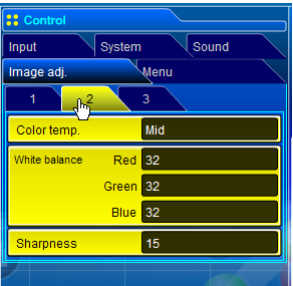 Control
Input System Sound
Image adj. Menu
1 2 3
Color temp. Mid
White balance Red 32
Green 32
Blue 32
Sharpness 15